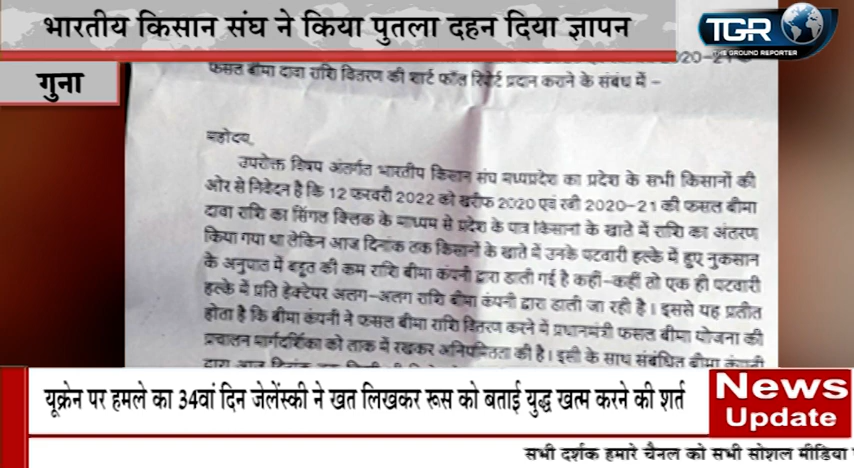 भारतीय किसान संघ ने किया पुतला दहन दिया ज्ञापन
TGR
THE GROUND REPORTER
गुना
2020-21
फसल बीमा दावा राशि वितरण की शार्ट फॉल रिपोर्ट प्रदान कराने के संबंध में -
महोदय,
उपरोक्त विषय अंतर्गत भारतीय किसान संघ मध्यप्रदेश का प्रदेश के सभी किसानों की
ओर से निवेदन है कि 12 फरवरी 2022 को खरीफ 2020 एवं रबी 2020-21 की फसल बीमा
दावा राशि का सिंगल क्लिक के माध्यम से प्रदेश के पात्र किसानों के खाते में राशि का अंतरण
किया गया था लेकिन आज दिनांक तक किसानों के खाते में उनके पटवारी हल्के में हुए नुकसान
के अनुपात में बहुत की कम राशि बीमा कंपनी द्वारा डाली गई है कहीं-कहीं तो एक ही पटवारी
हल्के में प्रति हेक्टेयर अलग-अलग राशि बीमा कंपनी द्वारा डाली जा रही है। इससे यह प्रतीत
होता है कि बीमा कंपनी ने फसल बीमा राशि वितरण करने में प्रधानमंत्री फसल बीमा योजना की
प्रचालन मार्गदर्शिका को ताक में रखकर अनियमितता की है। इसी के साथ संबंधित बीमा कंपनी
द्वारा आज दिनांक तक
यूक्रेन पर हमले का 34वां दिन जेलेंस्की ने खत लिखकर रूस को बताई युद्ध खत्म करने की शर्त
News
Update
सभी दर्शक हमारे चैनल को सभी सोशल मीडिया